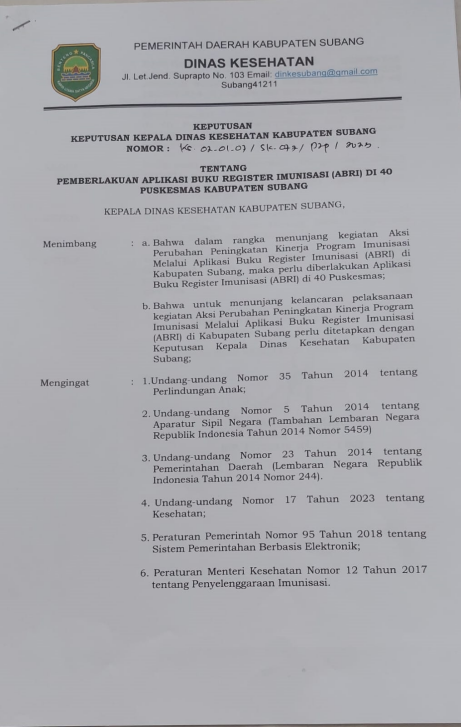 PEMERINTAH DAERAH KABUPATEN SUBANG
DINAS KESEHATAN
Jl. Let Jend. Suprapto No. 103 Email: dinkesubang@gmail.com
Subang41211
KEPUTUSAN
KEPUTUSAN KEPALA DINAS KESEHATAN KABUPATEN SUBANG
NOMOR : KS 02.01.07 / SK.072 / P2P / 2025.
TENTANG
PEMBERLAKUAN APLIKASI BUKU REGISTER IMUNISASI (ABRI) DI 40
PUSKESMAS KABUPATEN SUBANG
KEPALA DINAS KESEHATAN KABUPATEN SUBANG,
Menimbang : a. Bahwa dalam rangka menunjang kegiatan Aksi
Perubahan Peningkatan Kinerja Program Imunisasi
Melalui Aplikasi Buku Register Imunisasi (ABRI) di
Kabupaten Subang, maka perlu diberlakukan Aplikasi
Buku Register Imunisasi (ABRI) di 40 Puskesmas;
b. Bahwa untuk menunjang kelancaran pelaksanaan
kegiatan Aksi Perubahan Peningkatan Kinerja Program
Imunisasi Melalui Aplikasi Buku Register Imunisasi
(ABRI) di Kabupaten Subang perlu ditetapkan dengan
Keputusan Kepala Dinas Kesehatan Kabupaten
Subang;
Mengingat : 1.Undang-undang Nomor 35 Tahun 2014 tentang
Perlindungan Anak;
2. Undang-undang Nomor 5 Tahun 2014 tentang
Aparatur Sipil Negara (Tambahan Lembaran Negara
Republik Indonesia Tahun 2014 Nomor 5459)
3. Undang-undang Nomor 23 Tahun 2014 tentang
Pemerintahan Daerah (Lembaran Negara Republik
Indonesia Tahun 2014 Nomor 244).
4. Undang-undang Nomor 17 Tahun 2023 tentang
Kesehatan;
5. Peraturan Pemerintah Nomor 95 Tahun 2018 tentang
Sistem Pemerintahan Berbasis Elektronik;
6. Peraturan Menteri Kesehatan Nomor 12 Tahun 2017
tentang Penyelenggaraan Imunisasi.